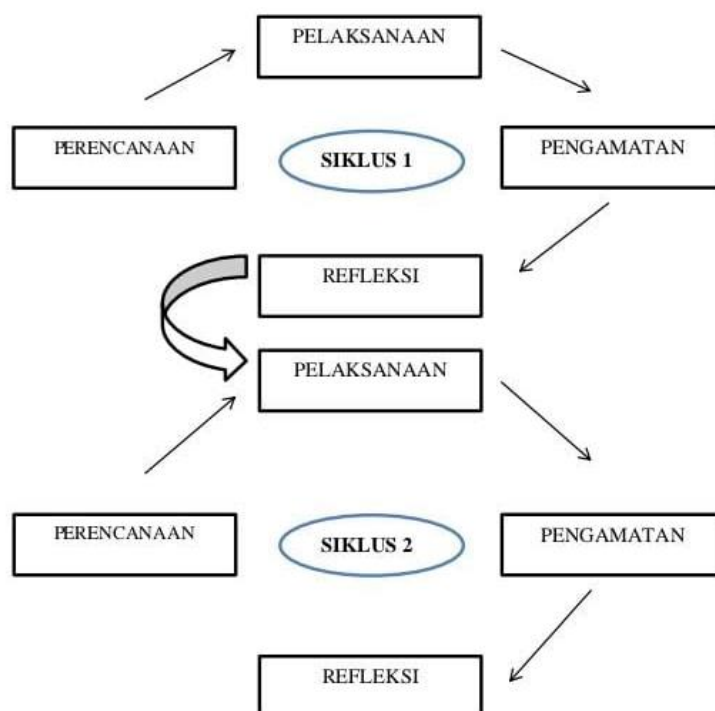 PELAKSANAAN
PERENCANAAN
SIKLUS 1
PENGAMATAN
REFLEKSI
PELAKSANAAN
PERENCANAAN
SIKLUS 2
PENGAMATAN
REFLEKSI